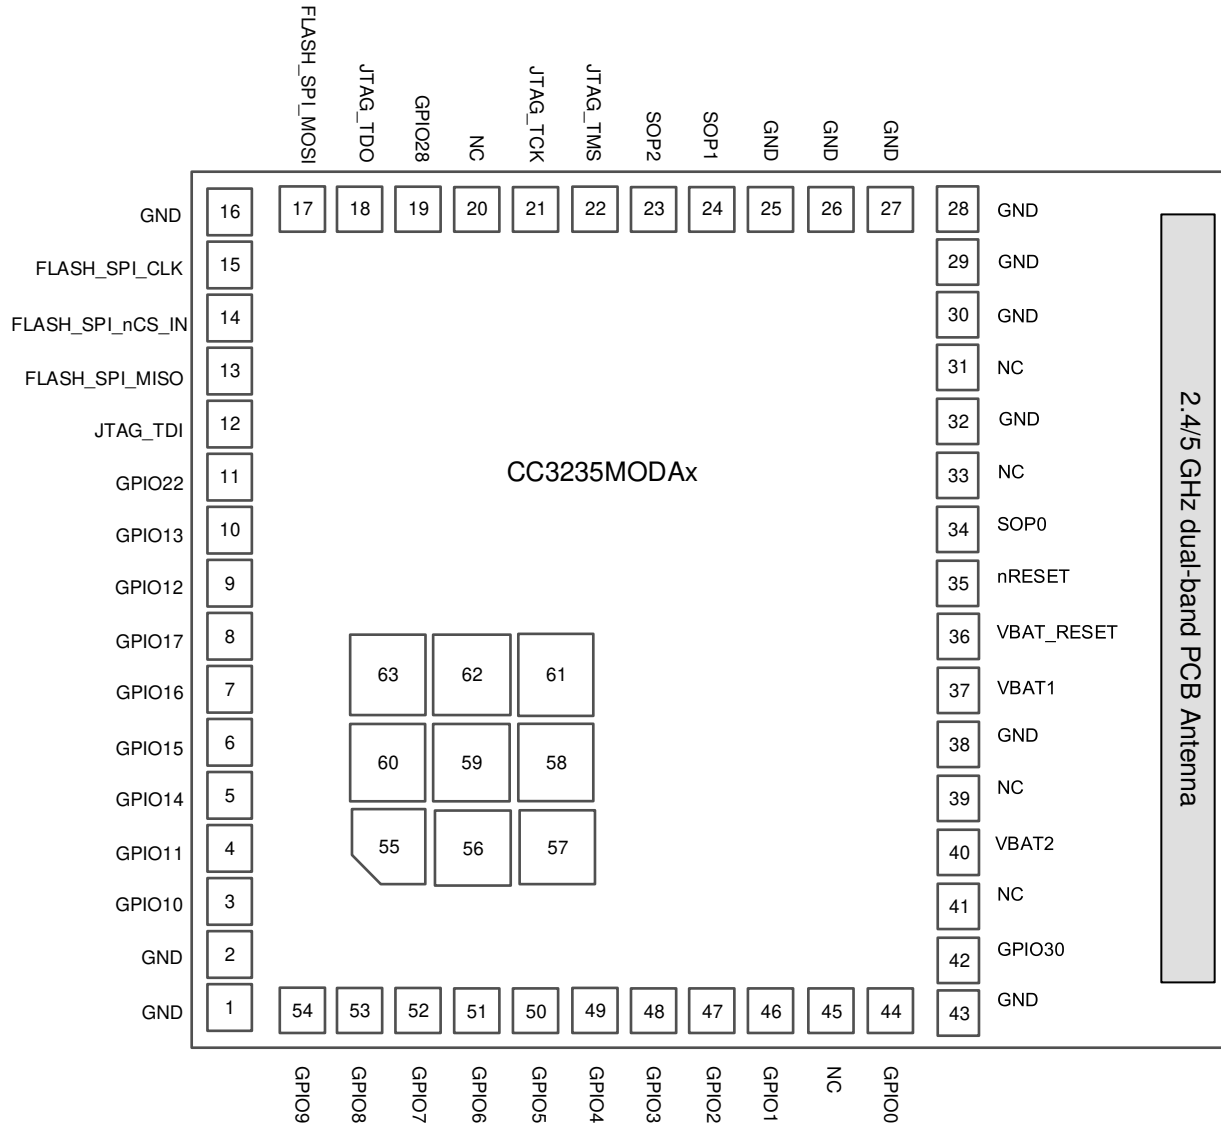 FLASH_SPI_MOSI
JTAG_TDO
GPIO28
NC
JTAG_TCK
JTAG_TMS
SOP2
SOP1
GND
GND
GND
17
18
19
20
21
22
23
24
25
26
27
GND 16
FLASH_SPI_CLK 15
FLASH_SPI_nCS_IN 14
FLASH_SPI_MISO 13
JTAG_TDI 12
GPIO22 11
GPIO13 10
GPIO12 9
GPIO17 8
GPIO16 7
GPIO15 6
GPIO14 5
GPIO11 4
GPIO10 3
GND 2
GND 1
CC3235MODAx
63 62 61
60 59 58
55 56 57
28 GND
29 GND
30 GND
31 NC
32 GND
33 NC
34 SOP0
35 nRESET
36 VBAT_RESET
37 VBAT1
38 GND
39 NC
40 VBAT2
41 NC
42 GPIO30
43 GND
2.4/5 GHz dual-band PCB Antenna
54
53
52
51
50
49
48
47
46
45
44
GPIO9
GPIO8
GPIO7
GPIO6
GPIO5
GPIO4
GPIO3
GPIO2
GPIO1
NC
GPIO0